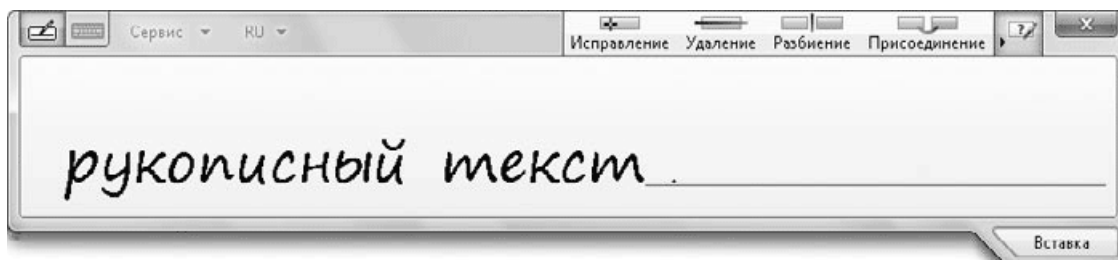 Сервис RU Исправление Удаление Разбиение Присоединение
рукописный текст
Вставка